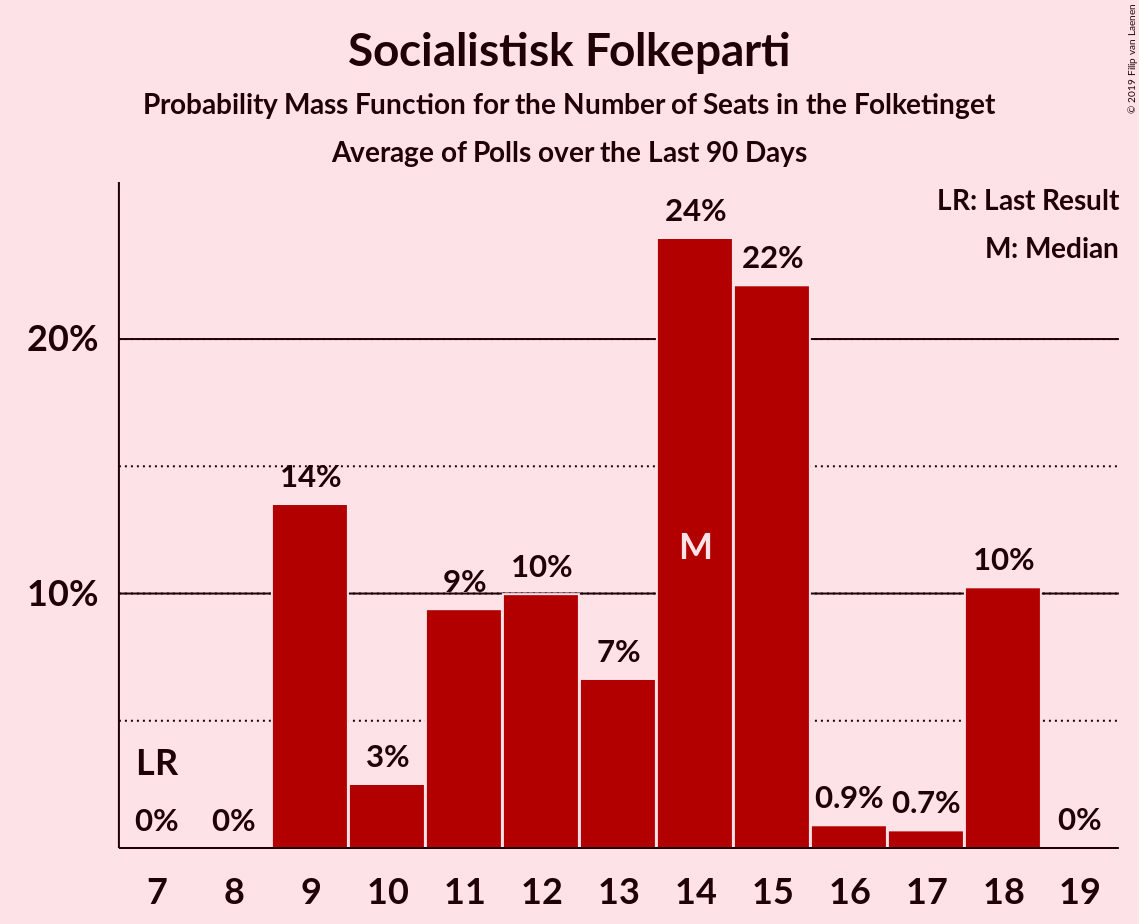 Socialistisk Folkeparti
Probability Mass Function for the Number of Seats in the Folketinget
Average of Polls over the Last 90 Days
© 2019 Filip van Laenen
LR: Last Result
M: Median
24%
22%
20%
14%
M
10%
9%
10%
10%
7%
LR
3%
0%
0%
0.9%
0.7%
0%
7 8 9 10 11 12 13 14 15 16 17 18 19